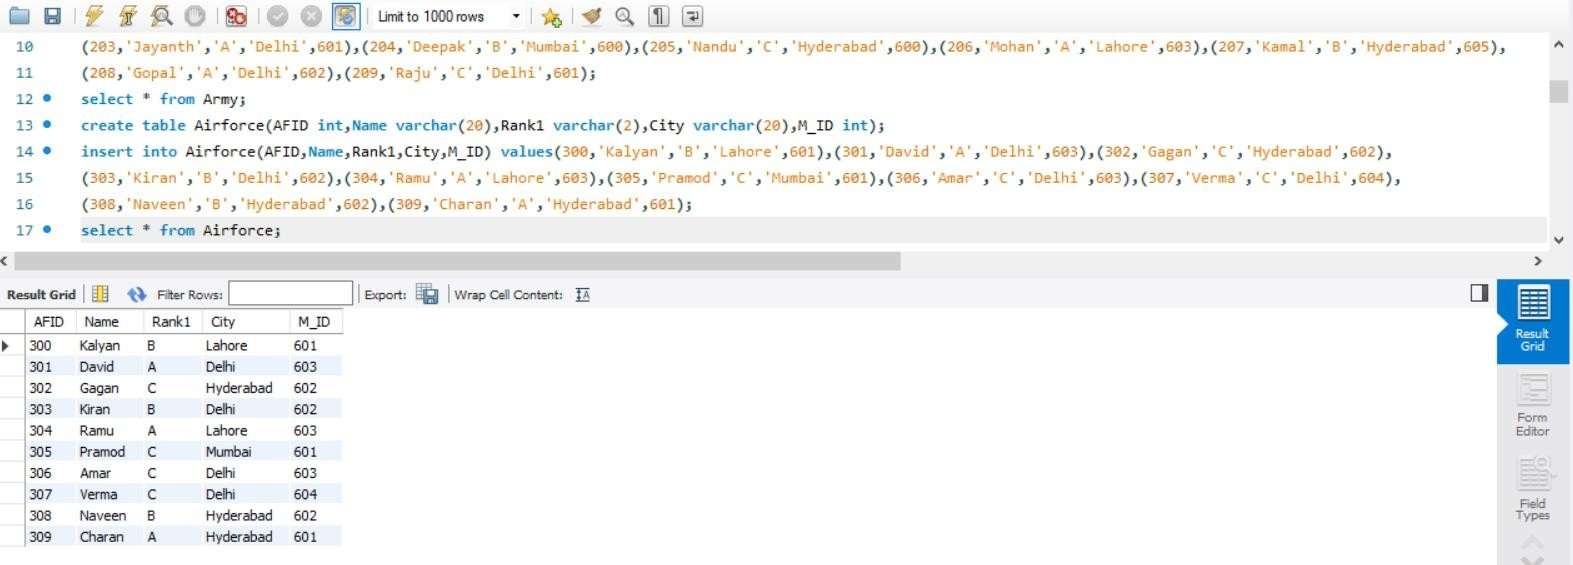 Limit to 1000 rows
10 (203,'Jayanth','A','Delhi',601),(204,'Deepak','B','Mumbai',600),(205,'Nandu','C','Hyderabad',600),(206,'Mohan','A','Lahore',603),(207,'Kamal','B','Hyderabad',605),
11 (208,'Gopal','A','Delhi',602),(209,'Raju','C','Delhi',601);
12 select * from Army;
13 create table Airforce(AFID int,Name varchar(20),Rank1 varchar(2),City varchar(20),M_ID int);
14 insert into Airforce(AFID,Name,Rank1,City,M_ID) values(300,'Kalyan','B','Lahore',601),(301,'David','A','Delhi',603),(302,'Gagan','C','Hyderabad',602),
15 (303,'Kiran','B','Delhi',602),(304,'Ramu','A','Lahore',603),(305,'Pramod','C','Mumbai',601),(306,'Amar','C','Delhi',603),(307,'Verma','C','Delhi',604),
16 (308,'Naveen','B','Hyderabad',602),(309,'Charan','A','Hyderabad',601);
17 select * from Airforce;
Result Grid Filter Rows: Export: Wrap Cell Content: IA
AFID Name Rank1 City M_ID
300 Kalyan B Lahore 601
301 David A Delhi 603
302 Gagan C Hyderabad 602
303 Kiran B Delhi 602
304 Ramu A Lahore 603
305 Pramod C Mumbai 601
306 Amar C Delhi 603
307 Verma C Delhi 604
308 Naveen B Hyderabad 602
309 Charan A Hyderabad 601
Result
Grid
Form
Editor
Field
Types